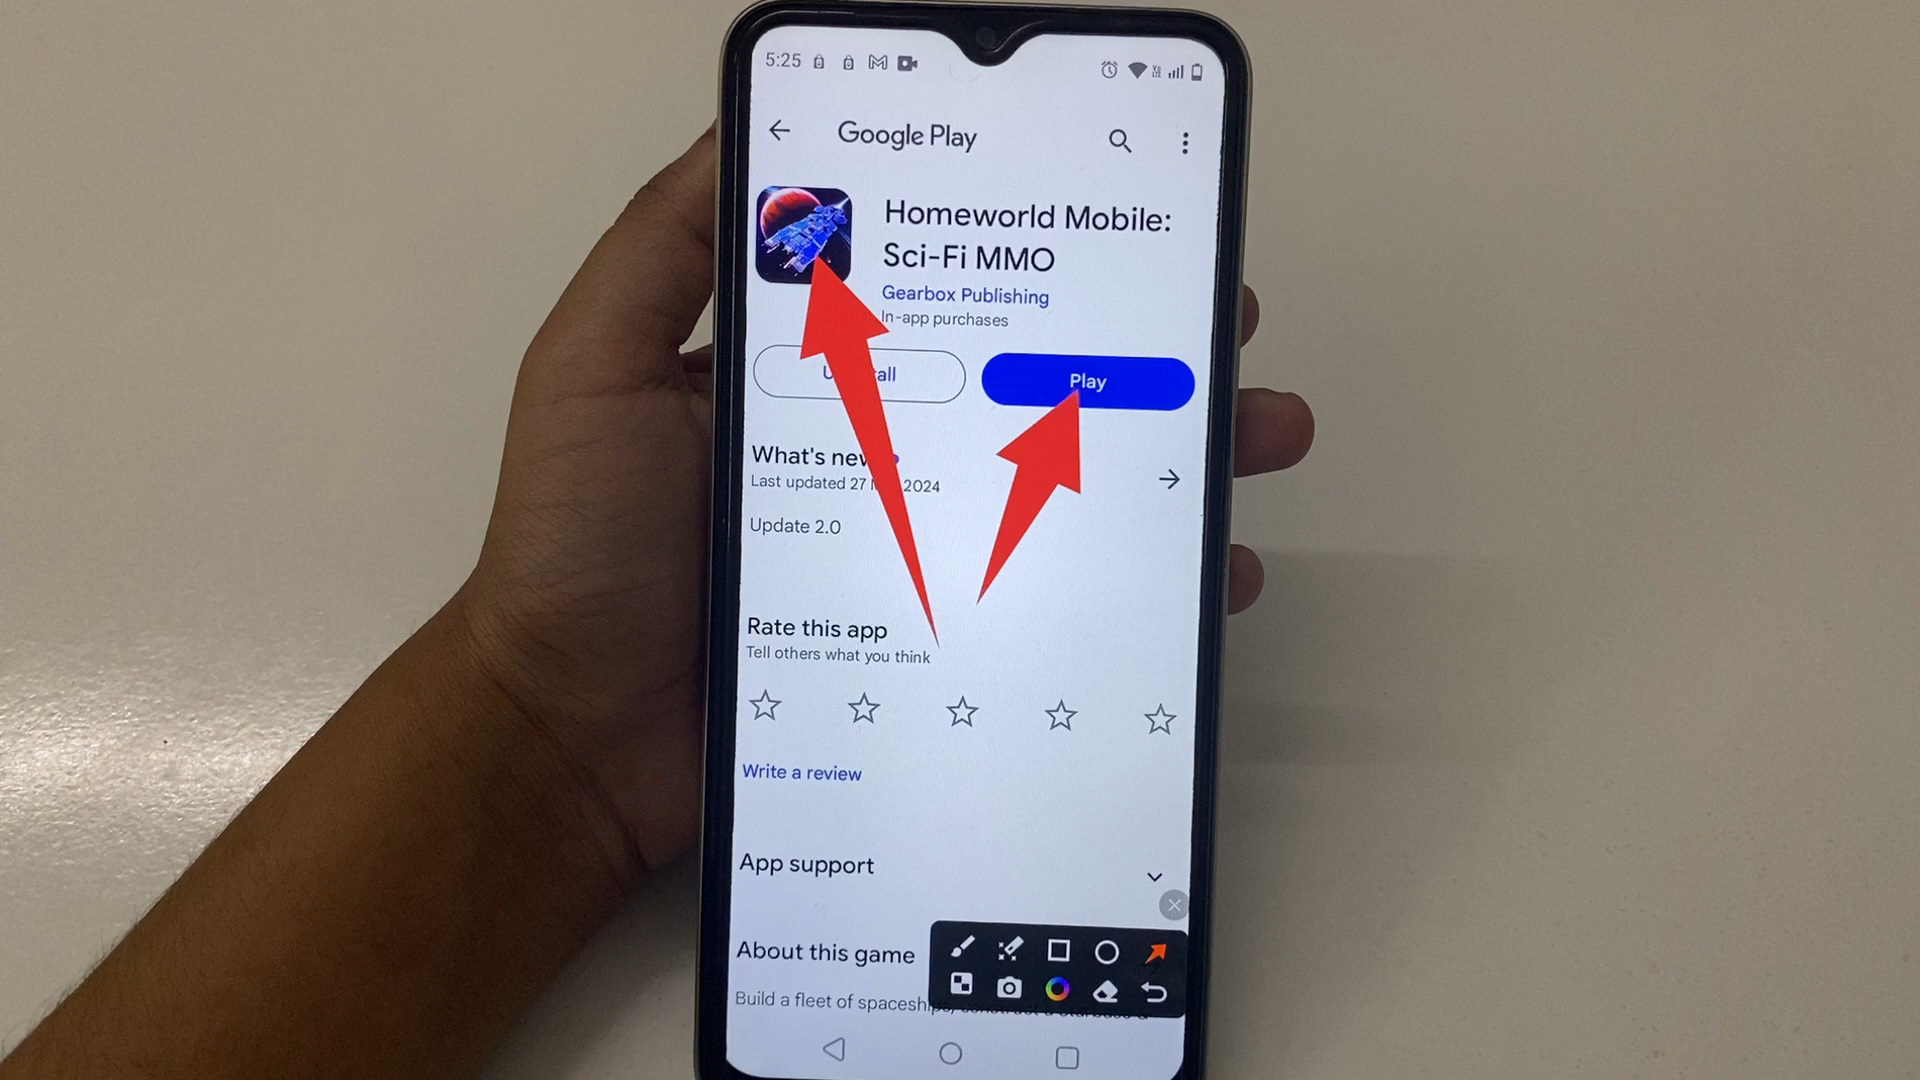 5:25
Google Play
Homeworld Mobile:
Sci-Fi MMO
Gearbox Publishing
In-app purchases
Play
What's new
Last updated 27 2024
Update 2.0
Rate this app
Tell others what you think
Write a review
App support
About this game
Build a fleet of spaceships,